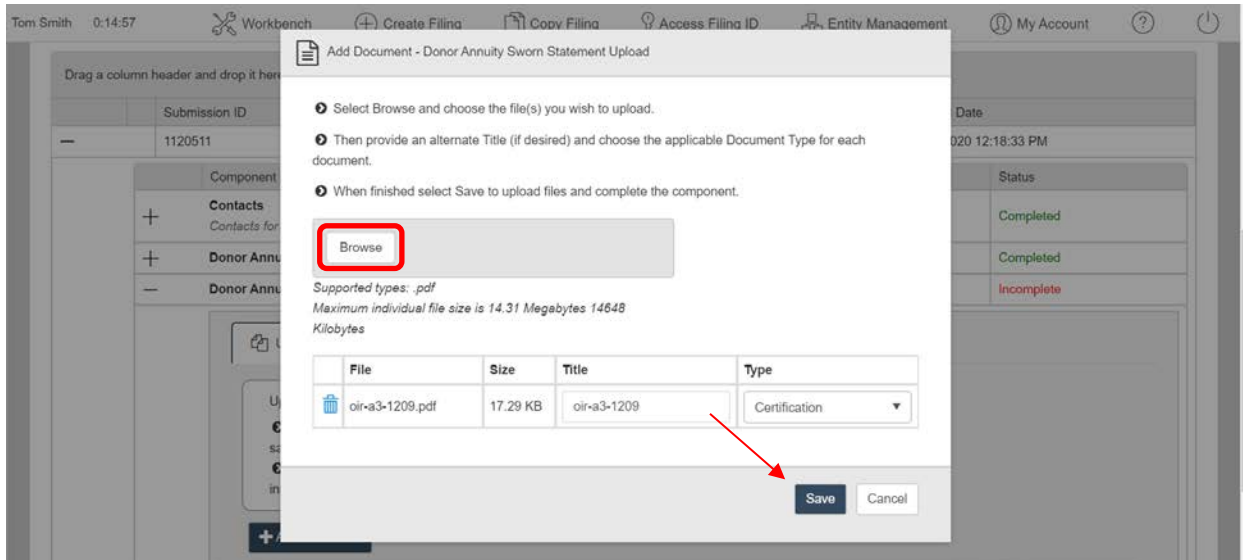 Tom Smith 0:14:57 Workbench Create Filing Copy Filing Access Filing ID Entity Management My Account ?
Add Document - Donor Annuity Sworn Statement Upload
Drag a column header and drop it here
Submission ID Date
1120511 020 12:18:33 PM
Select Browse and choose the file(s) you wish to upload.
Then provide an alternate Title (if desired) and choose the applicable Document Type for each
document.
When finished select Save to upload files and complete the component.
Component Status
Contacts Completed
Contacts for
Browse
Donor Annu Completed
Donor Annu Incomplete
Supported types: .pdf
Maximum individual file size is 14.31 Megabytes 14648
Kilobytes
File Size Title Type
oir-a3-1209.pdf 17.29 KB oir-a3-1209 Certification
Save Cancel